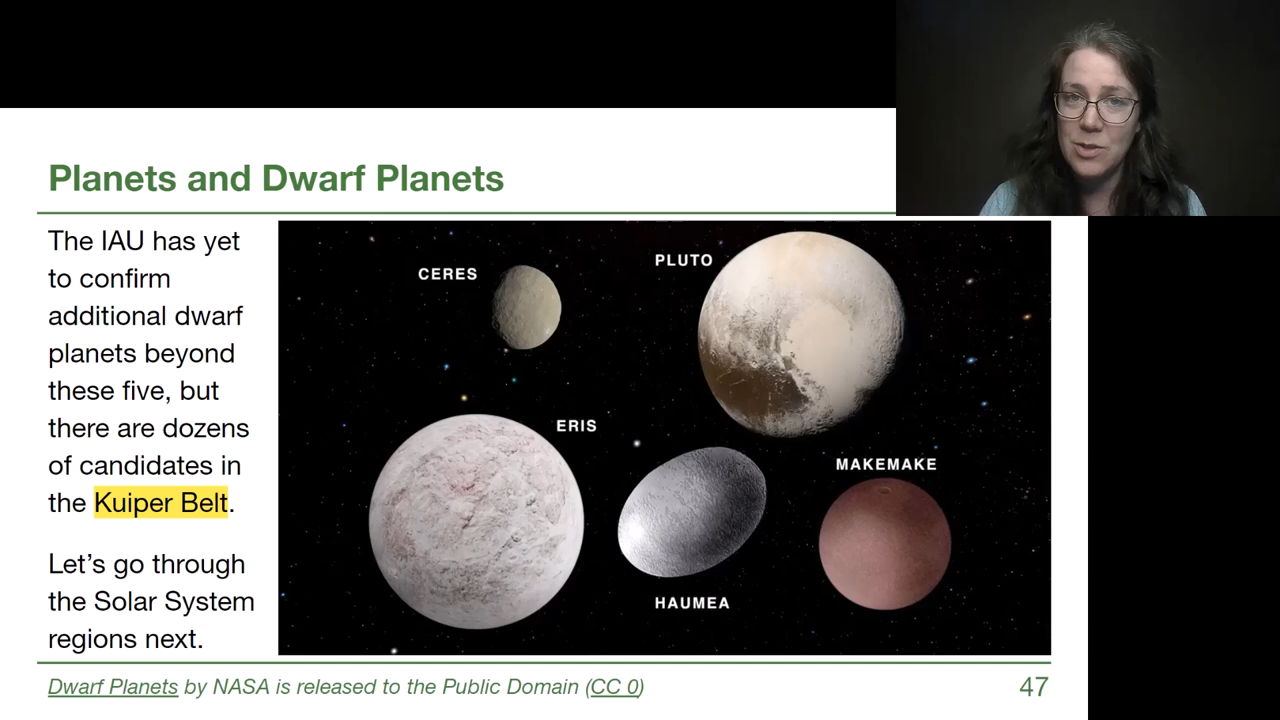 Planets and Dwarf Planets
The IAU has yet
to confirm
additional dwarf
planets beyond
these five, but
there are dozens
of candidates in
the Kuiper Belt.
Let’s go through
the Solar System
regions next.
CERES
PLUTO
ERIS
MAKEMAKE
HAUMEA
Dwarf Planets by NASA is released to the Public Domain (CC 0)
47